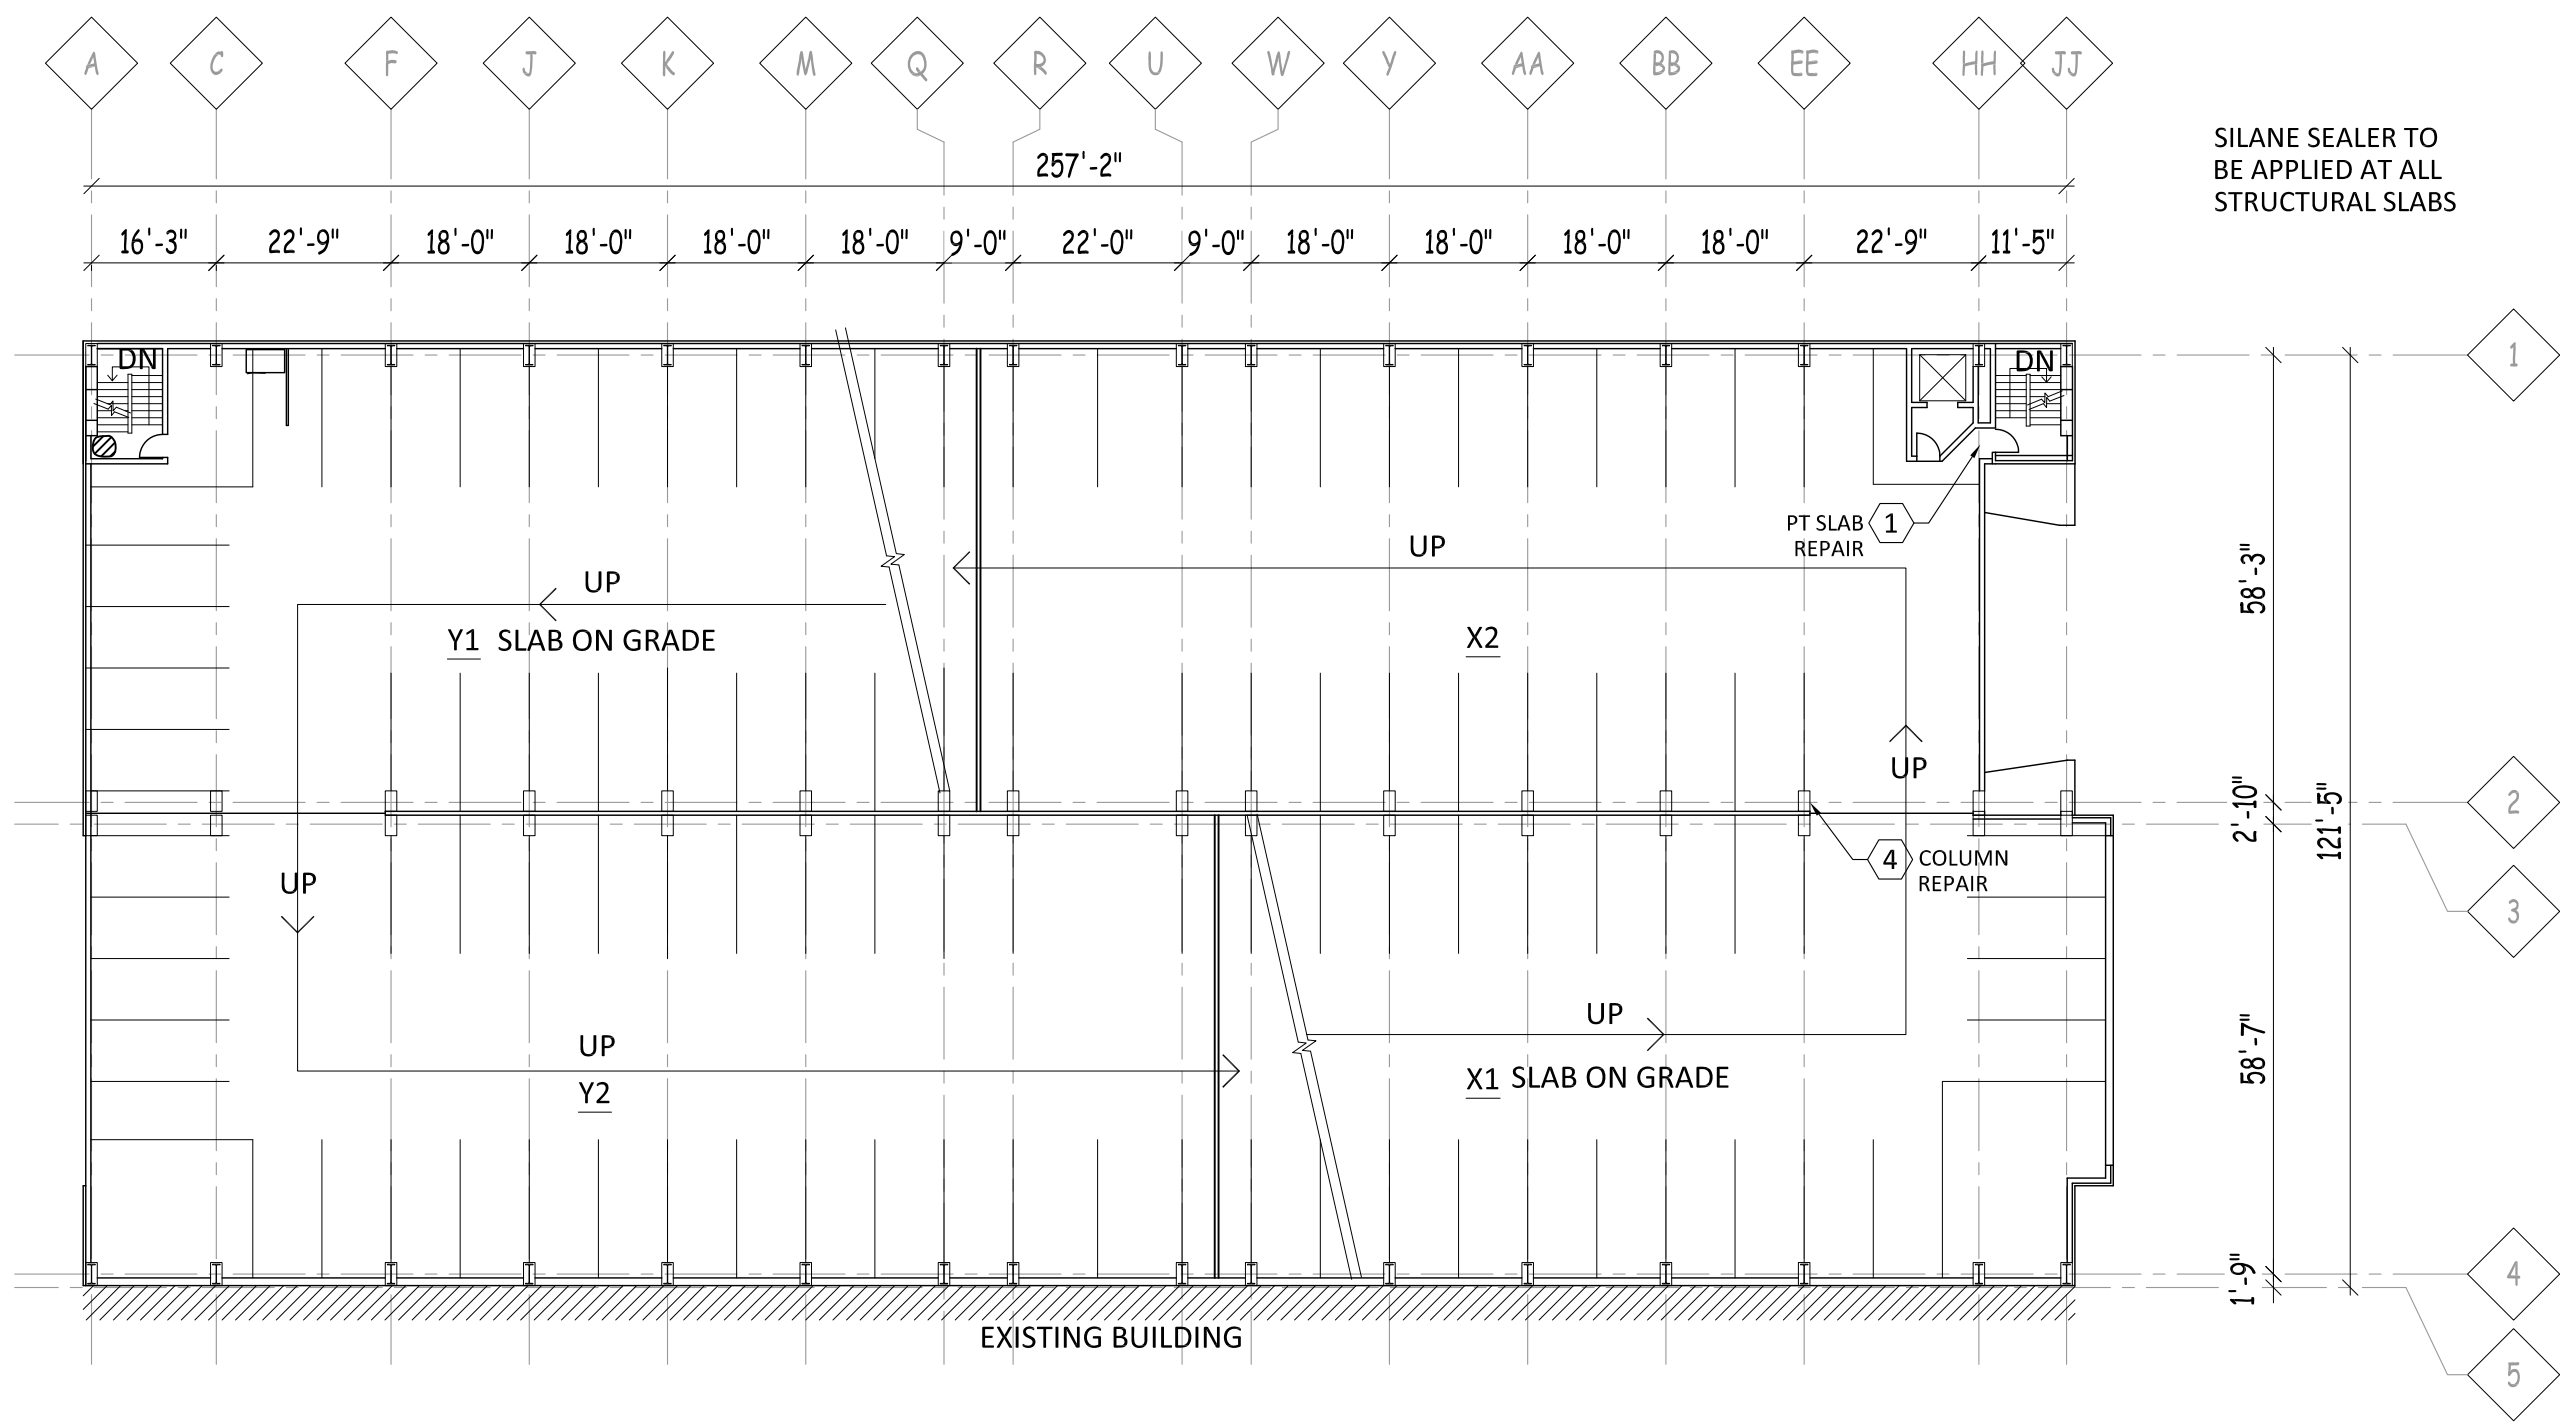 A C F J K M Q R U W Y AA BB EE HH JJ
257'-2"
SILANE SEALER TO
BE APPLIED AT ALL
STRUCTURAL SLABS
16'-3" 22'-9" 18'-0" 18'-0" 18'-0" 18'-0" 9'-0" 22'-0" 9'-0" 18'-0" 18'-0" 18'-0" 18'-0" 22'-9" 11'-5"
DN
DN
1
PT SLAB
REPAIR
1
UP
UP
58'-3"
Y1 SLAB ON GRADE
X2
UP
2
2'-10"
121'-5"
4
COLUMN
REPAIR
UP
3
UP
UP
58'-7"
Y2
X1 SLAB ON GRADE
4
1'-9"
EXISTING BUILDING
5